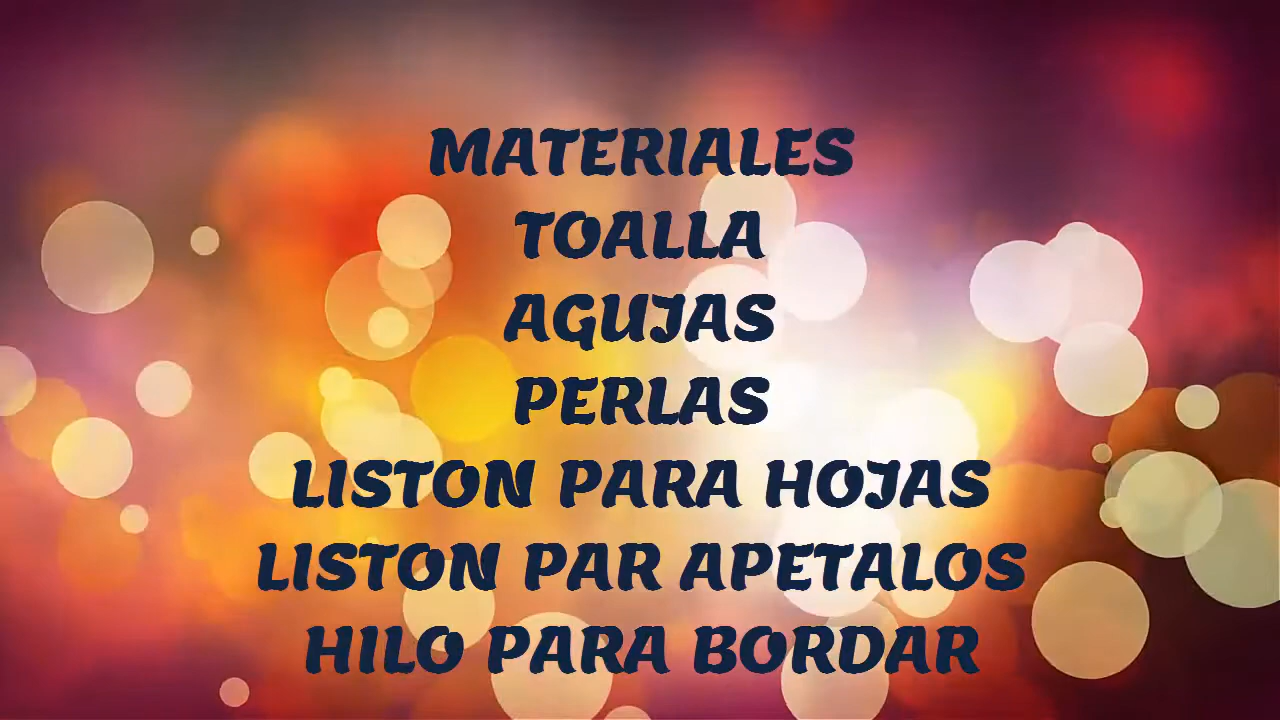 MATERIALES
TOALLA
AGUJAS
PERLAS
LISTON PARA HOJAS
LISTON PAR APETALOS
HILO PARA BORDAR